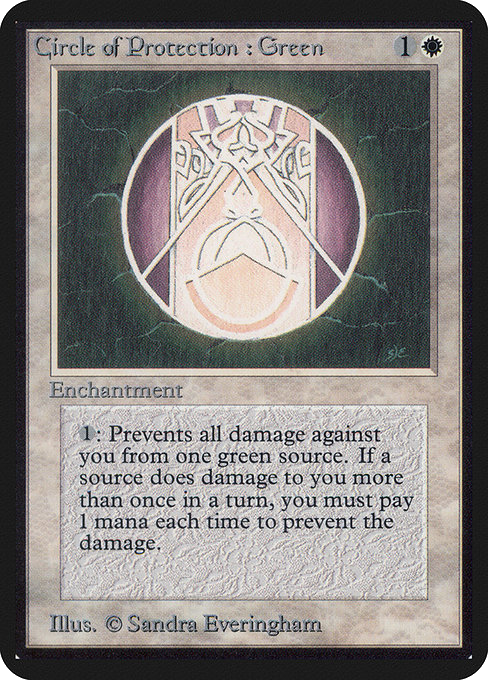 Circle of Protection : Green 1
Enchantment
1: Prevents all damage against
you from one green source. If a
source does damage to you more
than once in a turn, you must pay
1 mana each time to prevent the
damage.
Illus. © Sandra Everingham